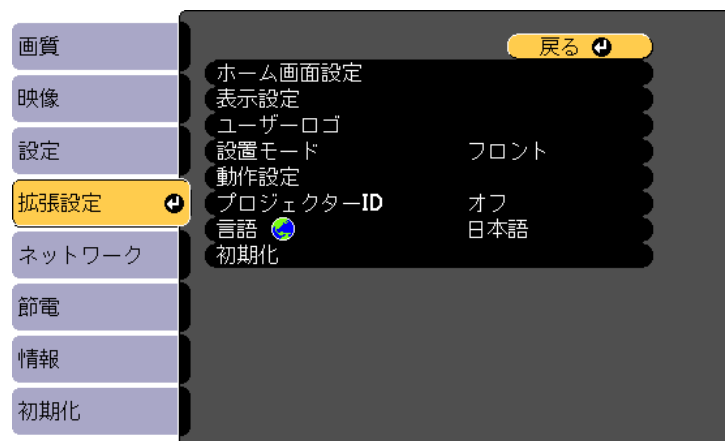 画質
映像
設定
拡張設定
ネットワーク
節電
情報
初期化
戻る
ホーム画面設定
表示設定
ユーザーロゴ
設置モード フロント
動作設定
プロジェクターID オフ
言語 日本語
初期化